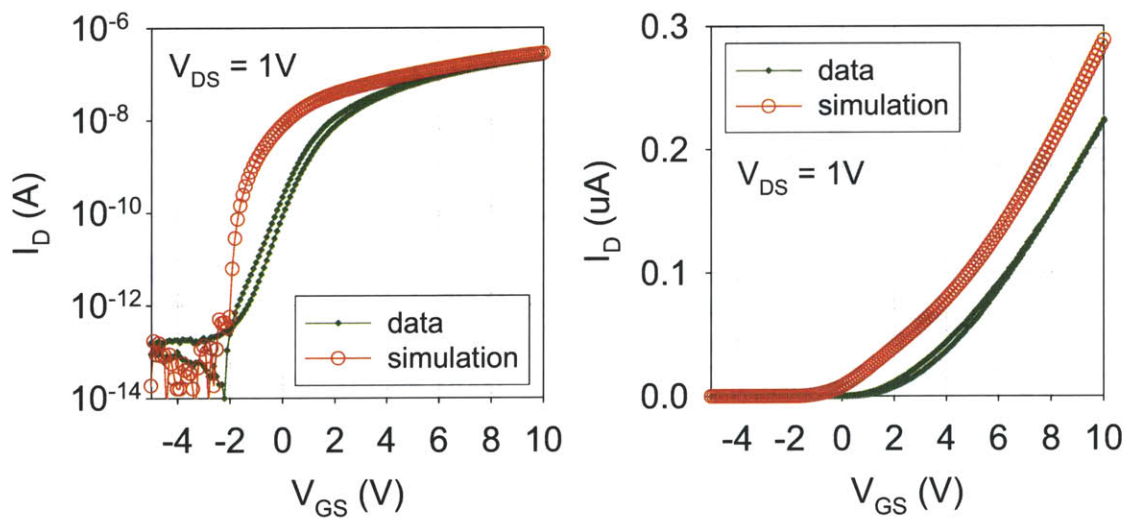 10^-6
10^-8
10^-10
10^-12
10^-14
I_D (A)
V_DS = 1V
data
simulation
-4 -2 0 2 4 6 8 10
V_GS (V)
0.3
0.2
0.1
0.0
I_D (uA)
data
simulation
V_DS = 1V
-4 -2 0 2 4 6 8 10
V_GS (V)